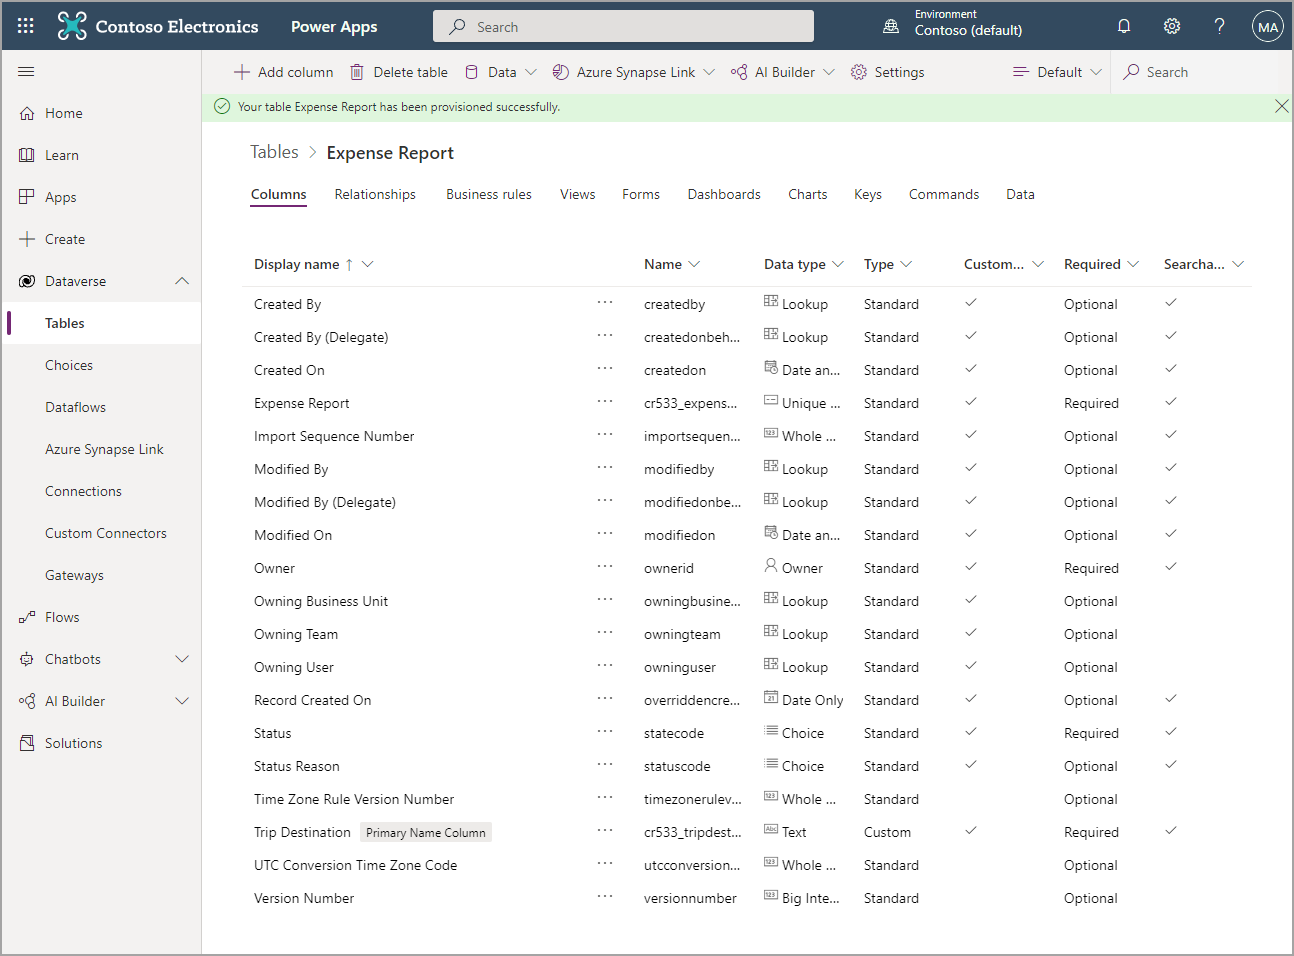 Contoso Electronics Power Apps Search Environment Contoso (default) ? MA
Add column Delete table Data Azure Synapse Link AI Builder Settings Default Search
Your table Expense Report has been provisioned successfully.
Home
Learn
Apps
Create
Dataverse
Tables
Choices
Dataflows
Azure Synapse Link
Connections
Custom Connectors
Gateways
Flows
Chatbots
AI Builder
Solutions
Tables > Expense Report
Columns Relationships Business rules Views Forms Dashboards Charts Keys Commands Data
Display name ↑ Name Data type Type Custom... Required Searcha...
Created By ... createdby Lookup Standard ✓ Optional ✓
Created By (Delegate) ... createdonbeh... Lookup Standard ✓ Optional ✓
Created On ... createdon Date an... Standard ✓ Optional ✓
Expense Report ... cr533_expens... Unique ... Standard ✓ Required ✓
Import Sequence Number ... importsequen... Whole ... Standard ✓ Optional ✓
Modified By ... modifiedby Lookup Standard ✓ Optional ✓
Modified By (Delegate) ... modifiedonbe... Lookup Standard ✓ Optional ✓
Modified On ... modifiedon Date an... Standard ✓ Optional ✓
Owner ... ownerid Owner Standard ✓ Required ✓
Owning Business Unit ... owningbusine... Lookup Standard ✓ Optional
Owning Team ... owningteam Lookup Standard ✓ Optional
Owning User ... owninguser Lookup Standard ✓ Optional
Record Created On ... overriddencre... Date Only Standard ✓ Optional ✓
Status ... statecode Choice Standard ✓ Required ✓
Status Reason ... statuscode Choice Standard ✓ Optional ✓
Time Zone Rule Version Number ... timezonerulev... Whole ... Standard Optional
Trip Destination Primary Name Column ... cr533_tripdest... Abc Text Custom ✓ Required ✓
UTC Conversion Time Zone Code ... utcconversion... Whole ... Standard Optional
Version Number ... versionnumber Big Inte... Standard Optional